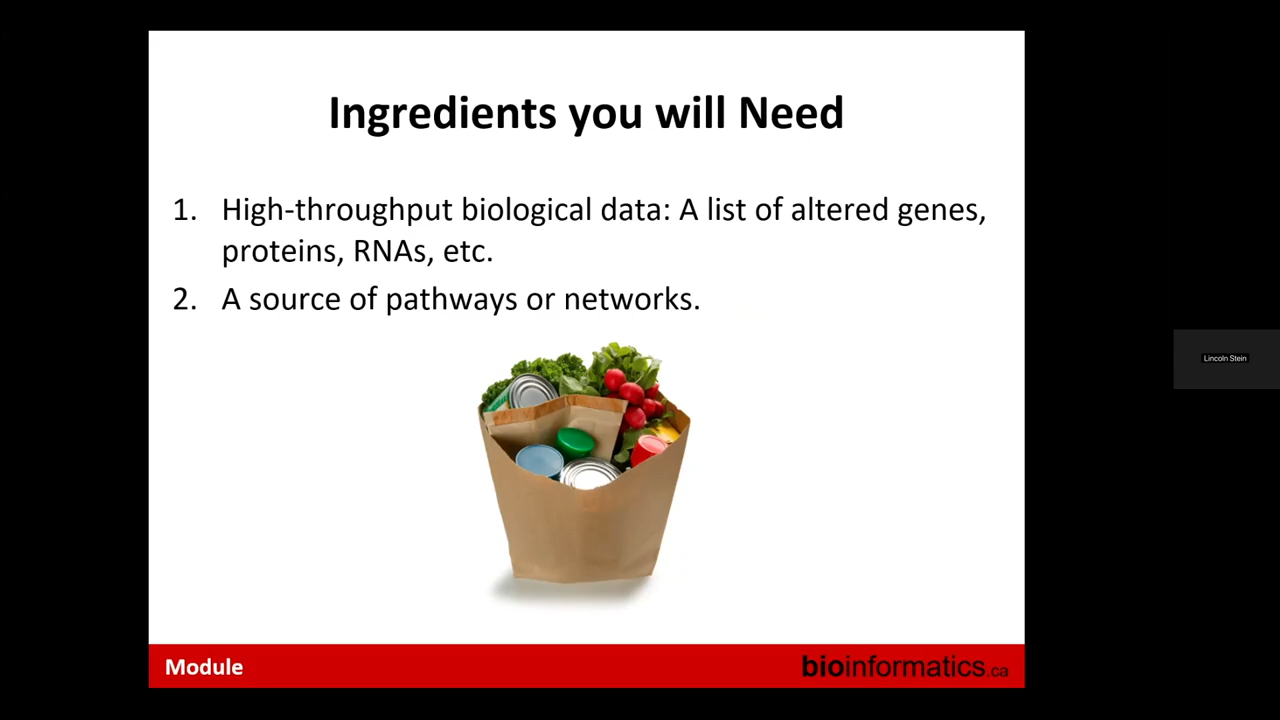 Ingredients you will Need
1. High-throughput biological data: A list of altered genes,
proteins, RNAs, etc.
2. A source of pathways or networks.
Lincoln Stein
Module
bioinformatics.ca